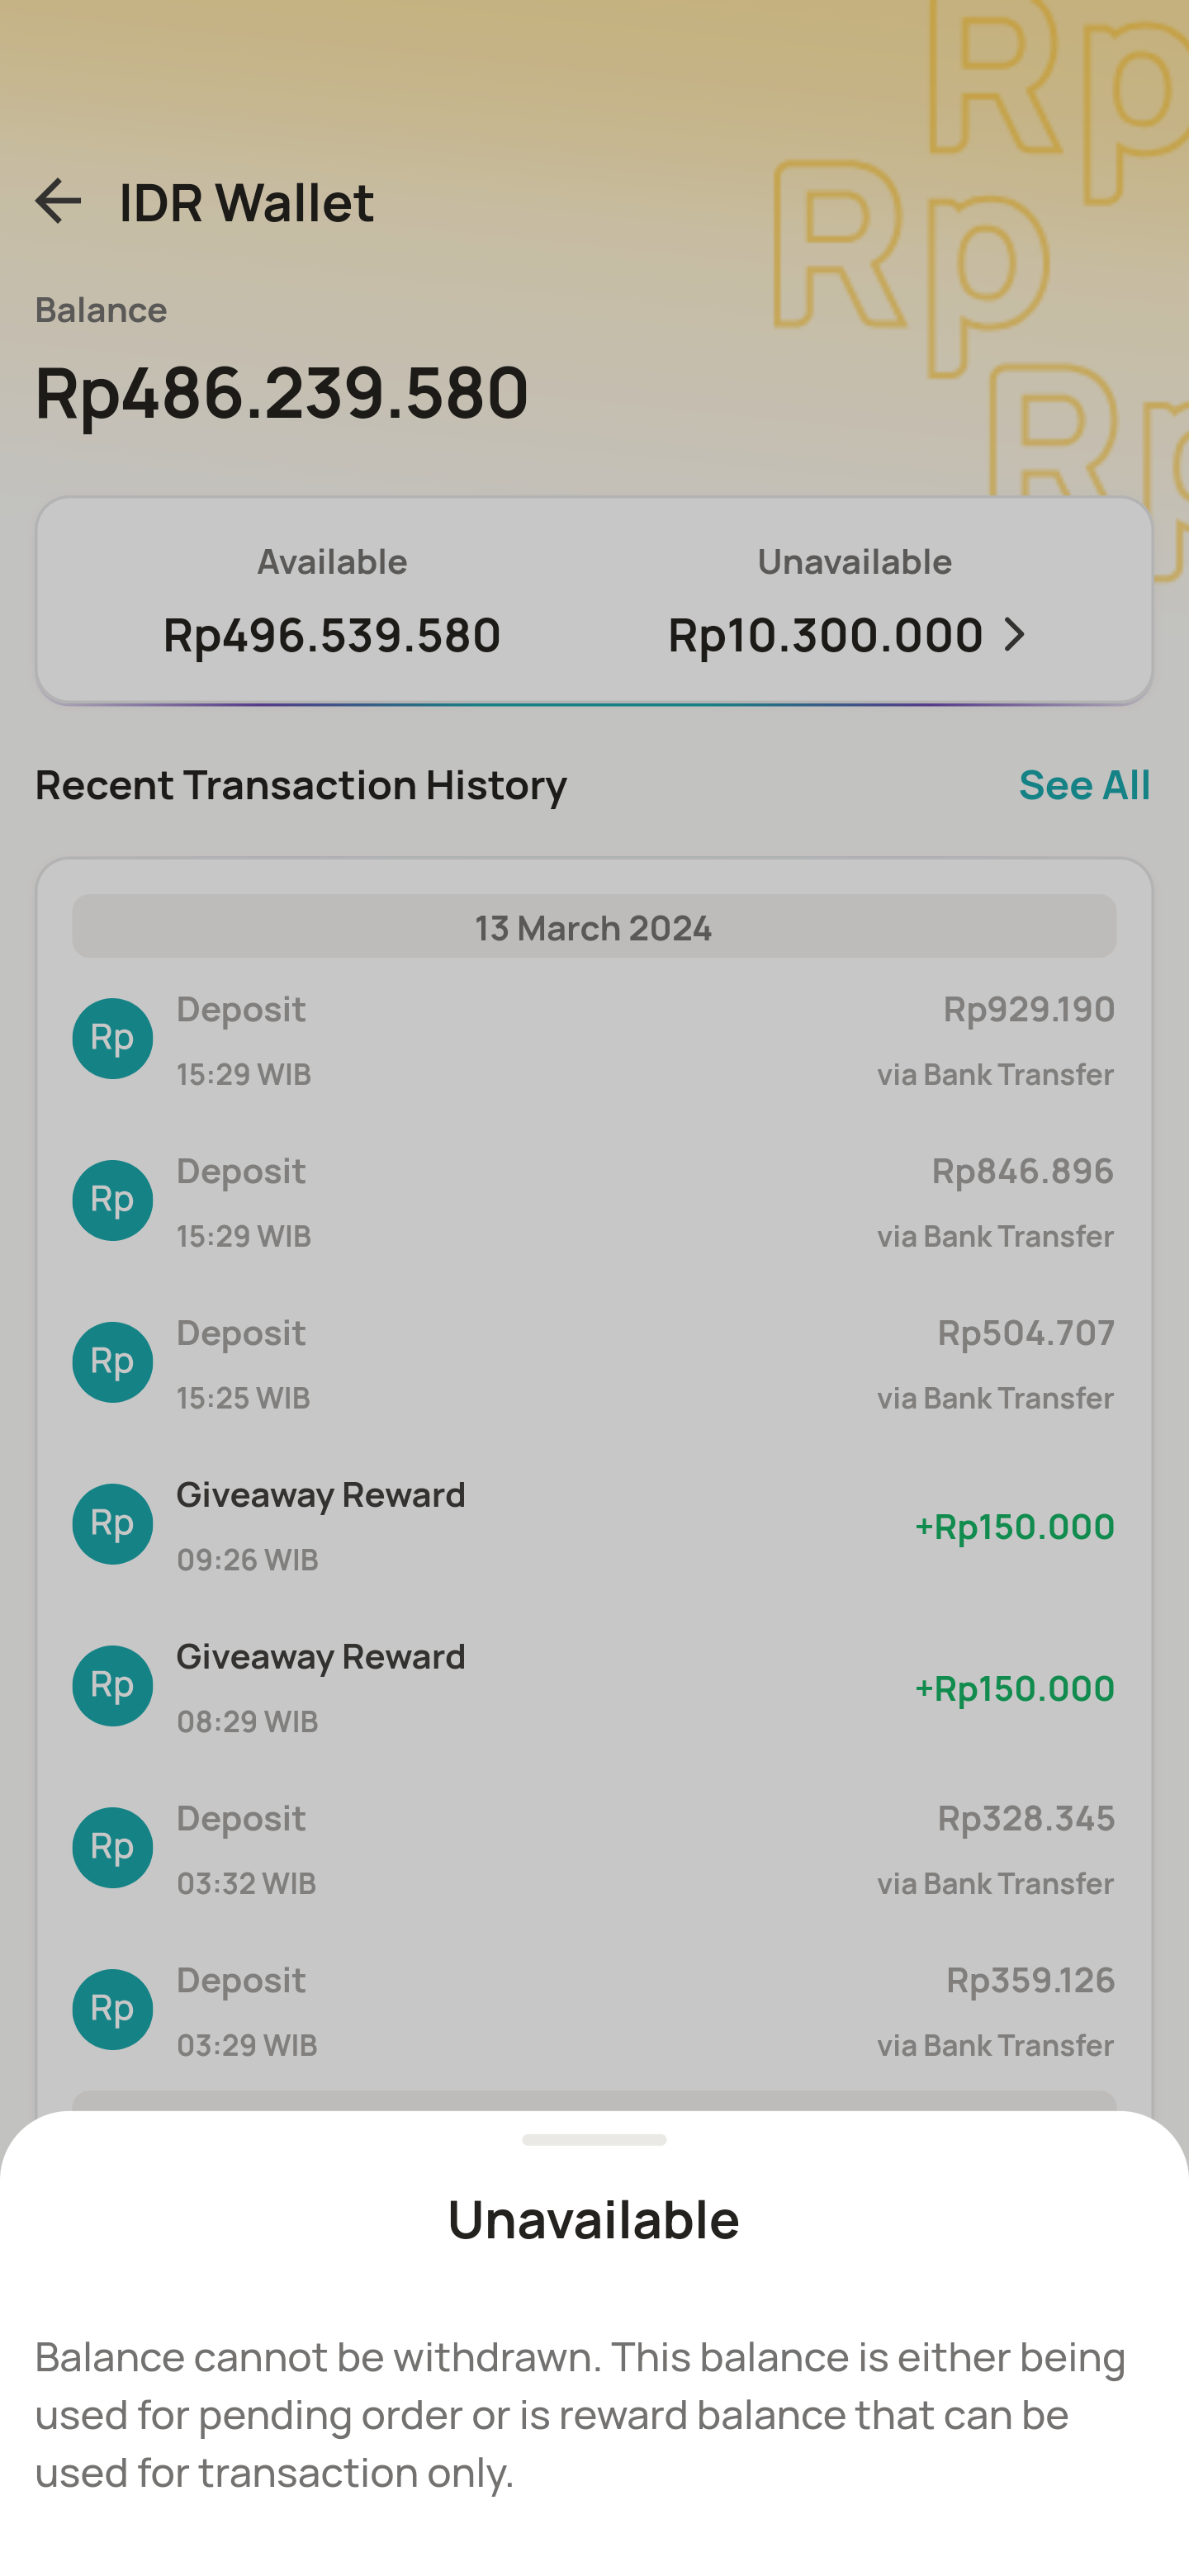 Rp
Rp
Rp
IDR Wallet
Balance
Rp486.239.580
Available
Unavailable
Rp496.539.580
Rp10.300.000
Recent Transaction History
See All
13 March 2024
Rp
Deposit
Rp929.190
15:29 WIB
via Bank Transfer
Rp
Deposit
Rp846.896
15:29 WIB
via Bank Transfer
Rp
Deposit
Rp504.707
15:25 WIB
via Bank Transfer
Rp
Giveaway Reward
+Rp150.000
09:26 WIB
Rp
Giveaway Reward
+Rp150.000
08:29 WIB
Rp
Deposit
Rp328.345
03:32 WIB
via Bank Transfer
Rp
Deposit
Rp359.126
03:29 WIB
via Bank Transfer
Unavailable
Balance cannot be withdrawn. This balance is either being
used for pending order or is reward balance that can be
used for transaction only.